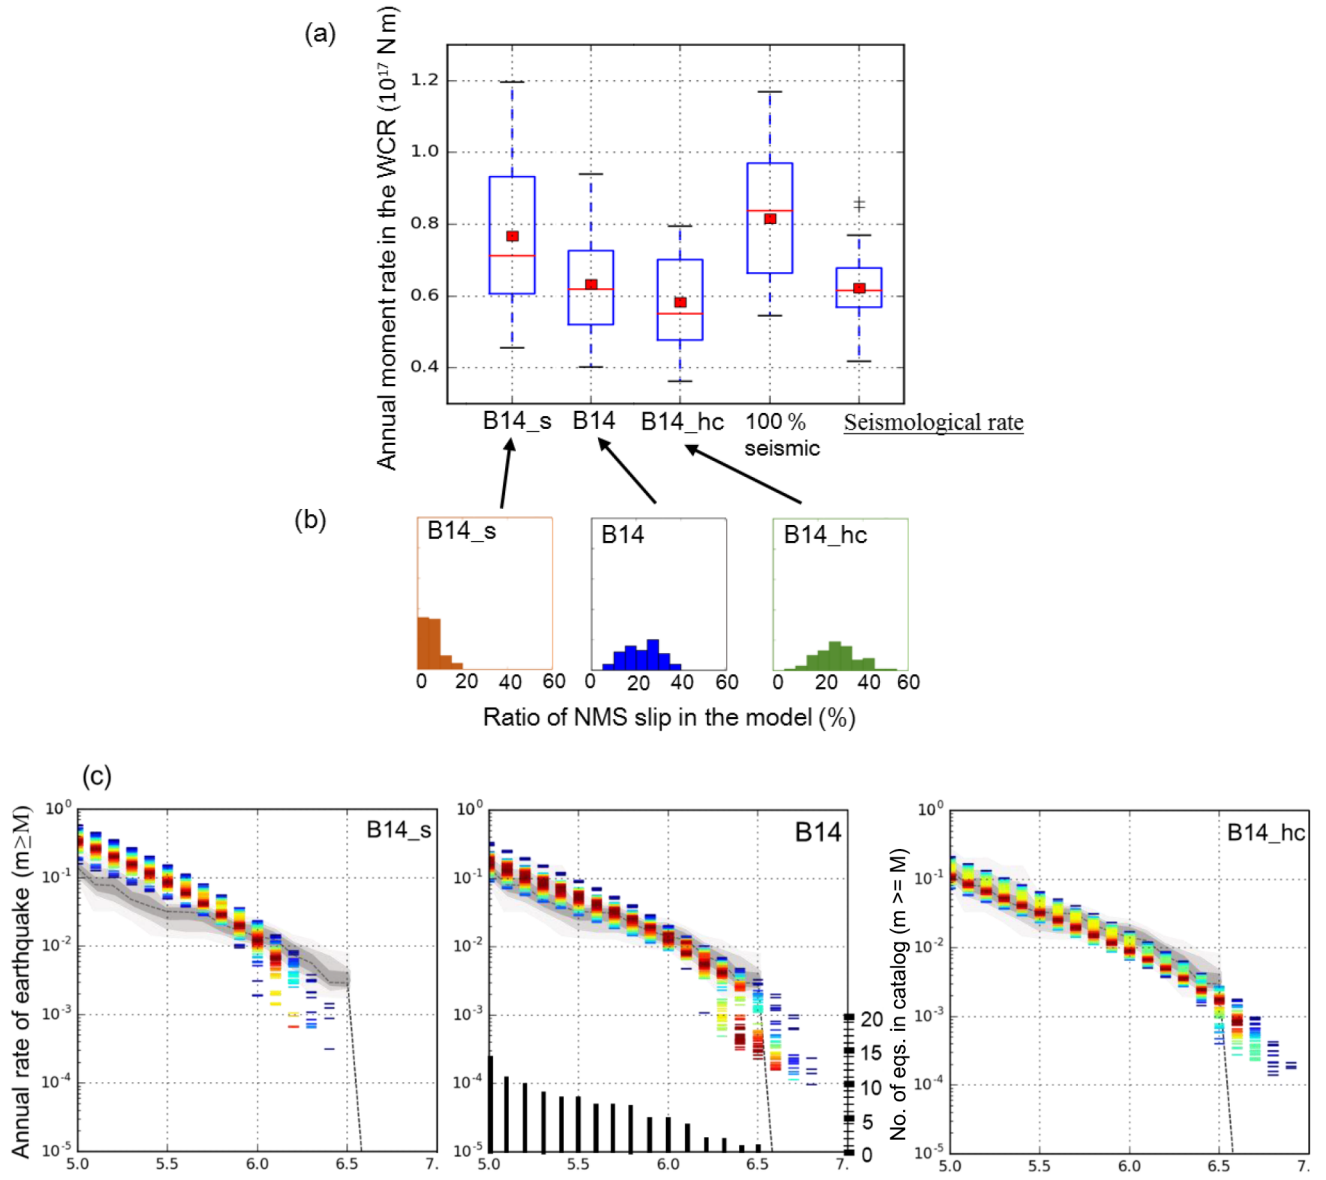 (a)
Annual moment rate in the WCR (10¹⁷ N m)
1.2
1.0
0.8
0.6
0.4
B14_s B14 B14_hc 100 % seismic Seismological rate
(b)
B14_s B14 B14_hc
0 20 40 60 0 20 40 60 0 20 40 60
Ratio of NMS slip in the model (%)
(c)
Annual rate of earthquake (m≥M)
B14_s
10⁰
10⁻¹
10⁻²
10⁻³
10⁻⁴
10⁻⁵
5.0 5.5 6.0 6.5 7.
B14
10⁰
10⁻¹
10⁻²
10⁻³
10⁻⁴
10⁻⁵
5.0 5.5 6.0 6.5 7.
20
15
10
5
0
No. of eqs. in catalog (m >= M)
B14_hc
10⁰
10⁻¹
10⁻²
10⁻³
10⁻⁴
10⁻⁵
5.0 5.5 6.0 6.5 7.